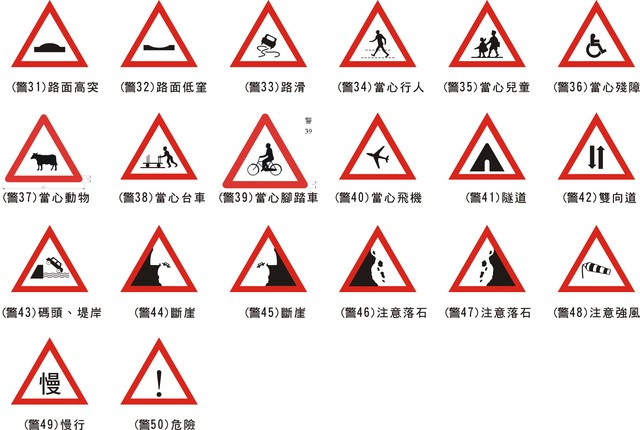 (警31)路面高突 (警32)路面低窪 (警33)路滑 (警34)當心行人 (警35)當心兒童 (警36)當心殘障
警
39
(警37)當心動物 (警38)當心台車 (警39)當心腳踏車 (警40)當心飛機 (警41)隧道 (警42)雙向道
(警43)碼頭、堤岸 (警44)斷崖 (警45)斷崖 (警46)注意落石 (警47)注意落石 (警48)注意強風
慢
(警49)慢行 (警50)危險